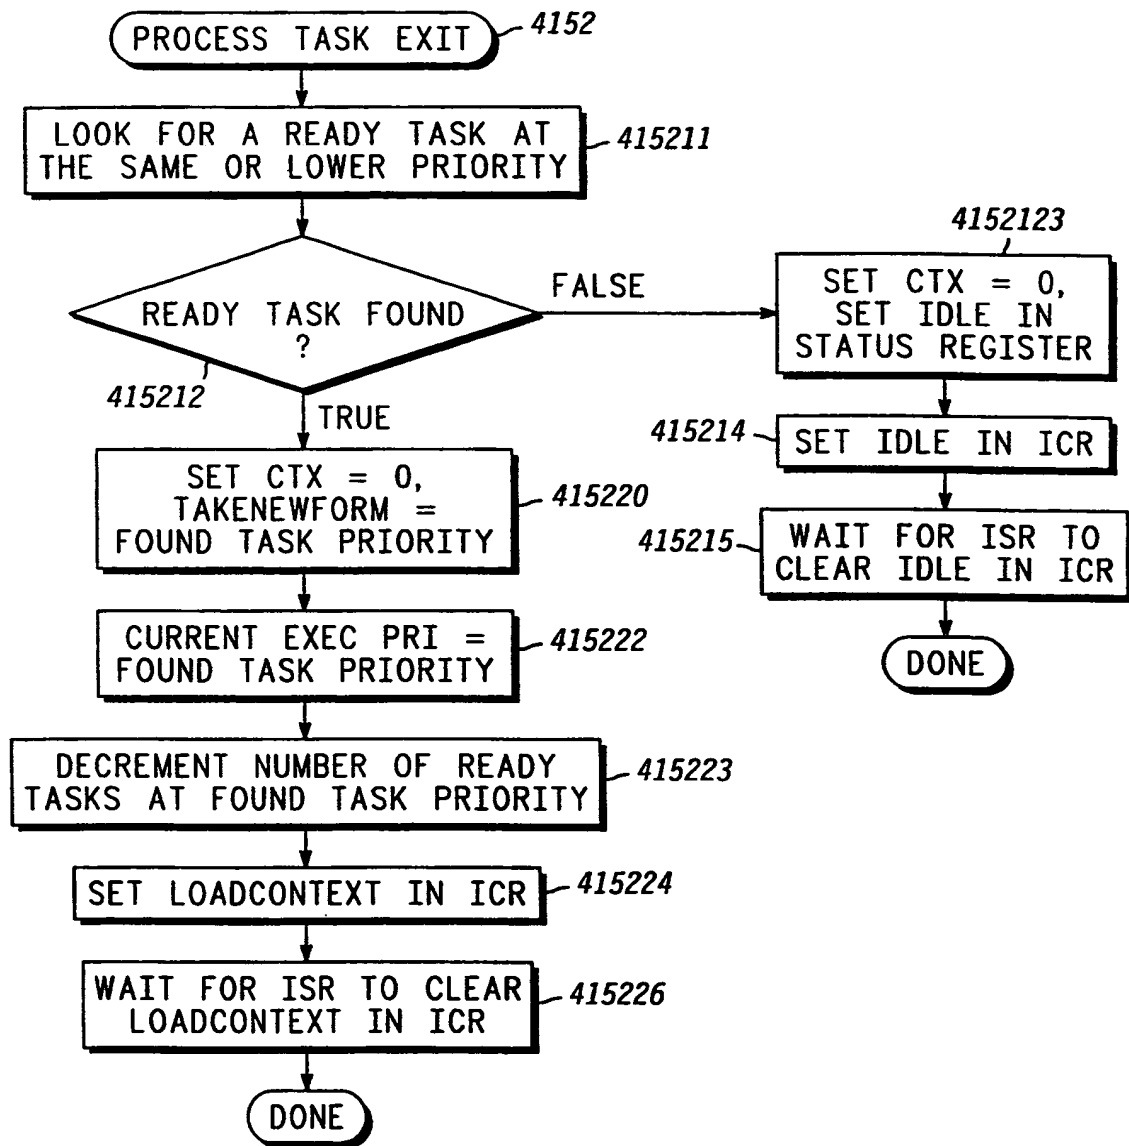 PROCESS TASK EXIT
4152
LOOK FOR A READY TASK AT
THE SAME OR LOWER PRIORITY
415211
READY TASK FOUND
?
415212
FALSE
TRUE
4152123
SET CTX = 0,
SET IDLE IN
STATUS REGISTER
415214
SET IDLE IN ICR
415215
WAIT FOR ISR TO
CLEAR IDLE IN ICR
DONE
SET CTX = 0,
TAKENEWFORM =
FOUND TASK PRIORITY
415220
CURRENT EXEC PRI =
FOUND TASK PRIORITY
415222
DECREMENT NUMBER OF READY
TASKS AT FOUND TASK PRIORITY
415223
SET LOADCONTEXT IN ICR
415224
WAIT FOR ISR TO CLEAR
LOADCONTEXT IN ICR
415226
DONE